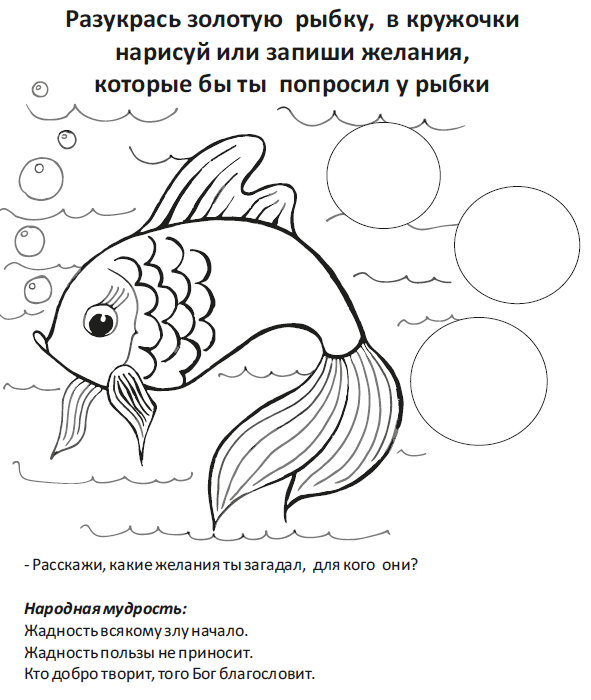 Разукрась золотую рыбку, в кружочки
нарисуй или запиши желания,
которые бы ты попросил у рыбки
- Расскажи, какие желания ты загадал, для кого они?
Народная мудрость:
Жадность всякому злу начало.
Жадность пользы не приносит.
Кто добро творит, того Бог благословит.